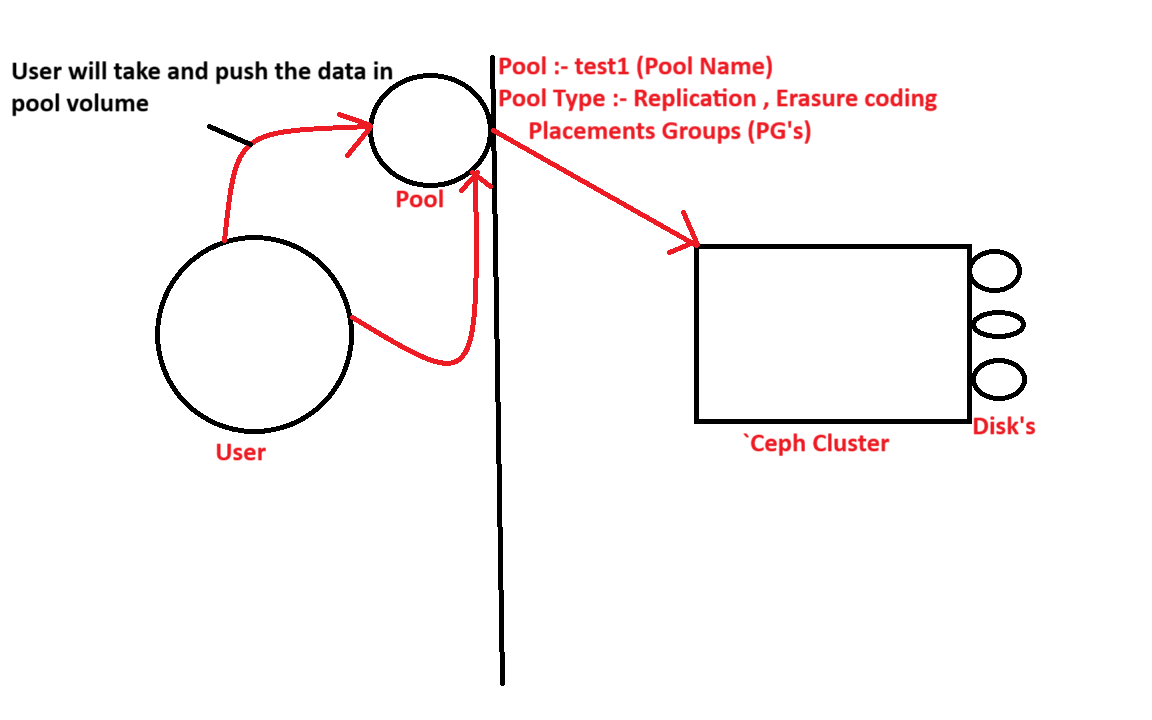 User will take and push the data in
pool volume
Pool :- test1 (Pool Name)
Pool Type :- Replication , Erasure coding
Placements Groups (PG's)
Pool
User
`Ceph Cluster
Disk's